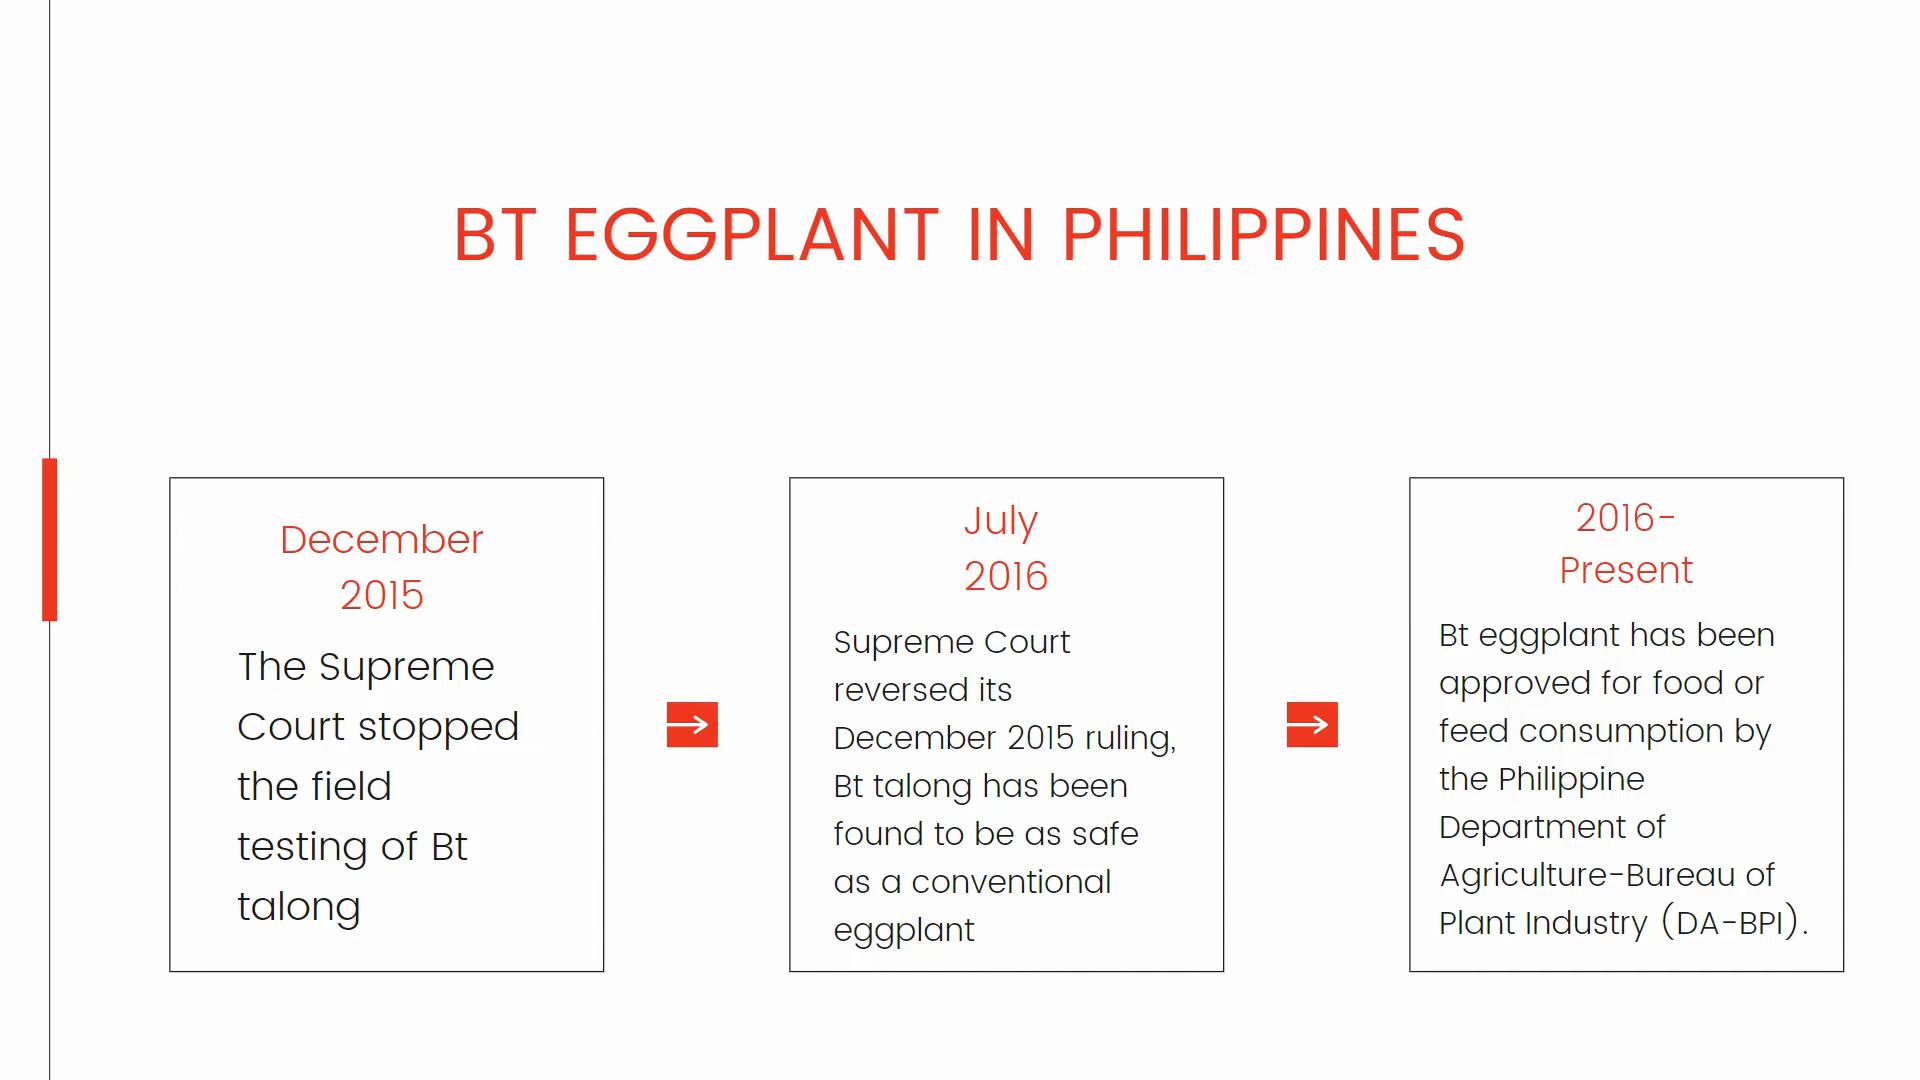 BT EGGPLANT IN PHILIPPINES
December
2015
The Supreme
Court stopped
the field
testing of Bt
talong
July
2016
Supreme Court
reversed its
December 2015 ruling,
Bt talong has been
found to be as safe
as a conventional
eggplant
2016-
Present
Bt eggplant has been
approved for food or
feed consumption by
the Philippine
Department of
Agriculture-Bureau of
Plant Industry (DA-BPI).